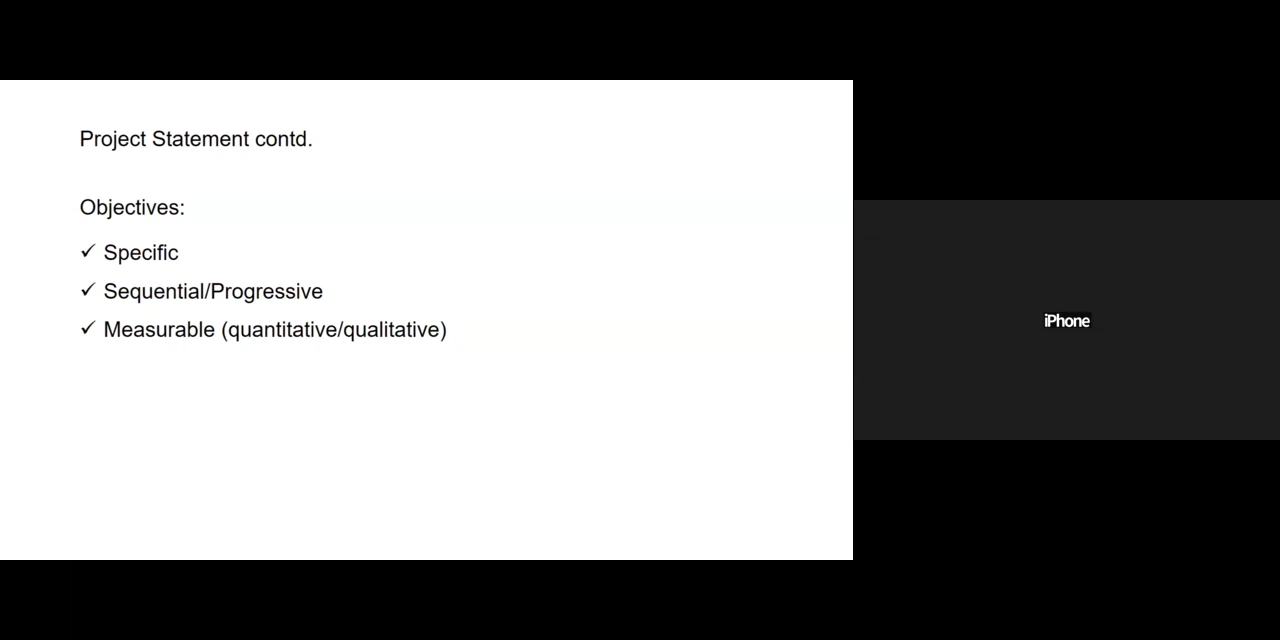 Project Statement contd.
Objectives:
✓ Specific
✓ Sequential/Progressive
✓ Measurable (quantitative/qualitative)
iPhone